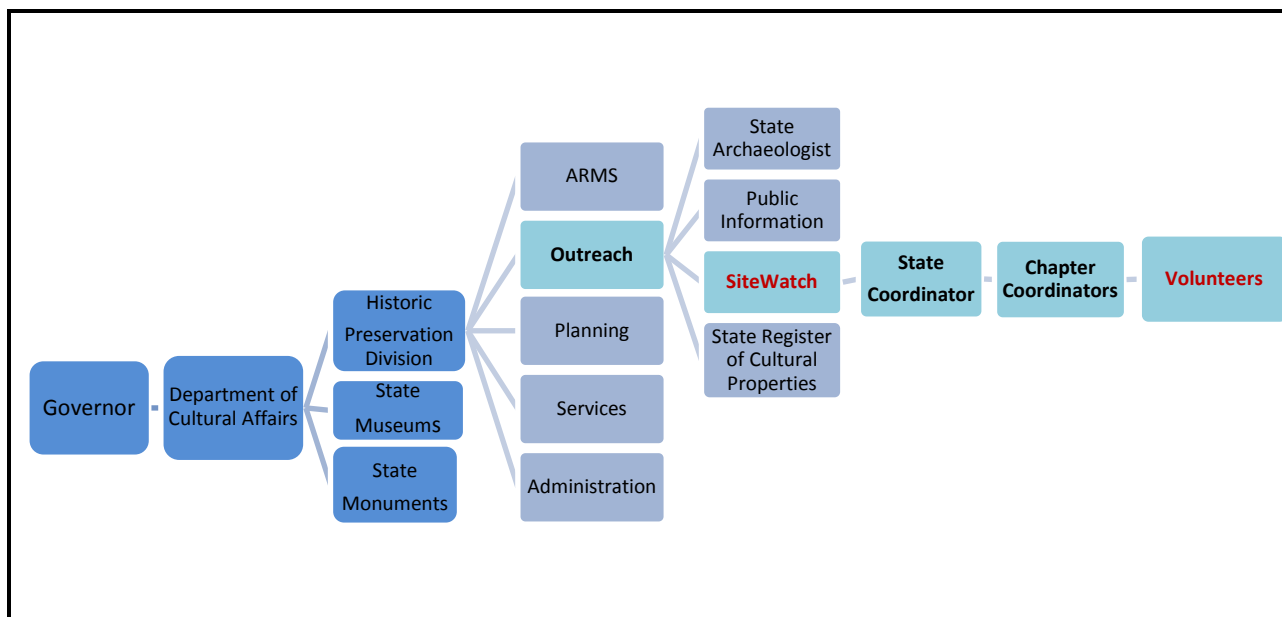 Governor
Department of
Cultural Affairs
Historic
Preservation
Division
State
Museums
State
Monuments
ARMS
Outreach
Planning
Services
Administration
State
Archaeologist
Public
Information
SiteWatch
State Register
of Cultural
Properties
State
Coordinator
Chapter
Coordinators
Volunteers